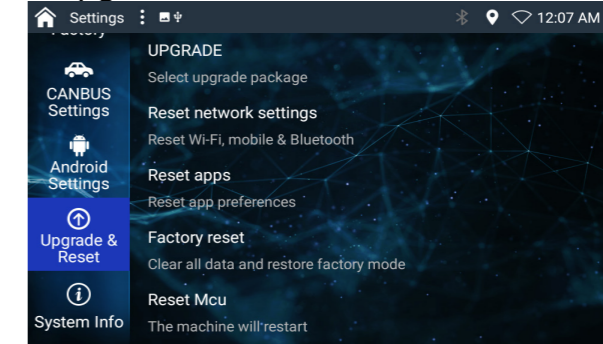 Settings
12:07 AM
Factory
CANBUS
Settings
Android
Settings
Upgrade &
Reset
System Info
UPGRADE
Select upgrade package
Reset network settings
Reset Wi-Fi, mobile & Bluetooth
Reset apps
Reset app preferences
Factory reset
Clear all data and restore factory mode
Reset Mcu
The machine will restart